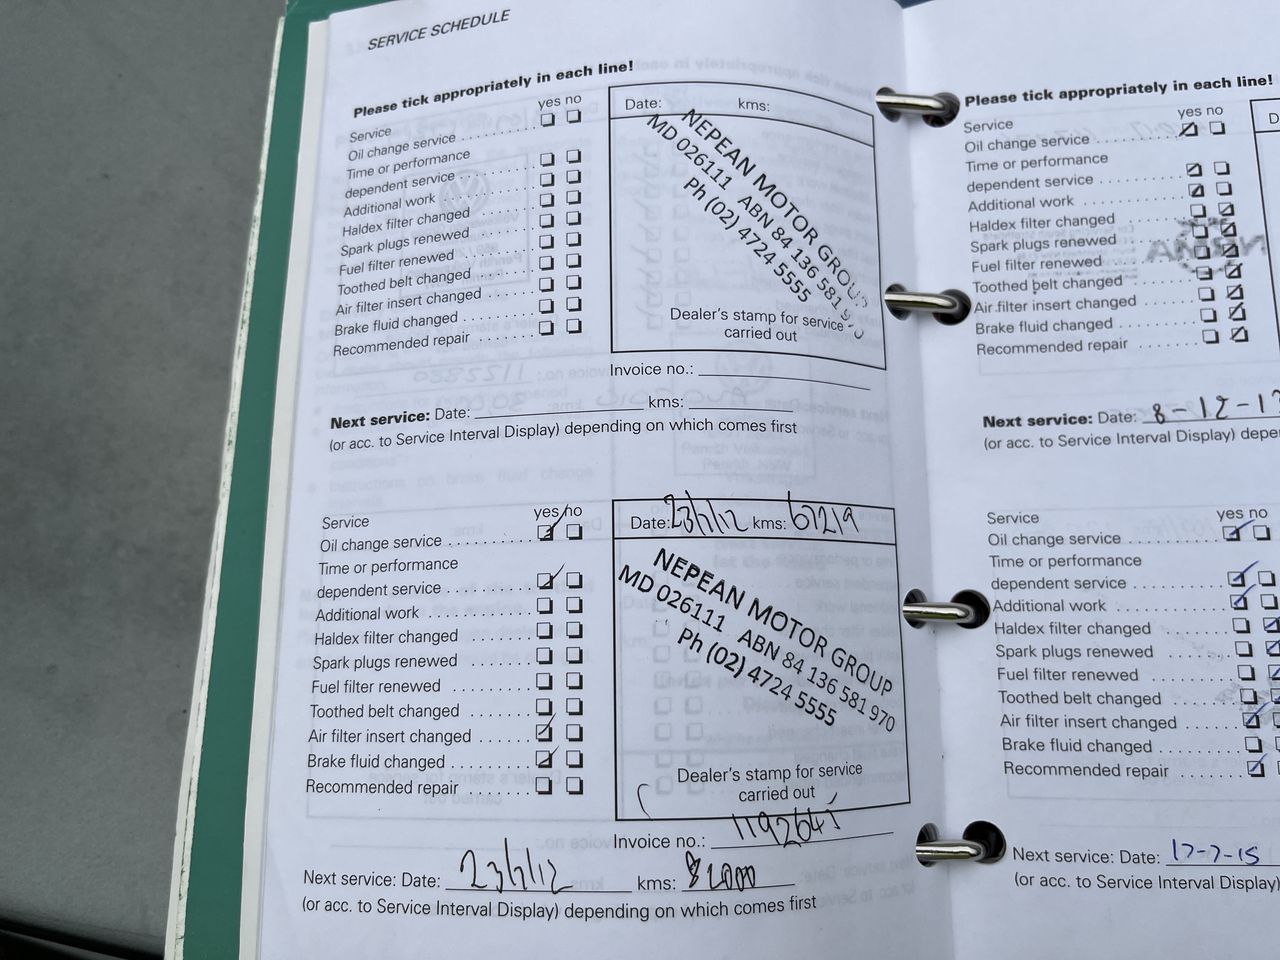 SERVICE SCHEDULE
Please tick appropriately in each line!
yes no
Service
Oil change service
Time or performance
dependent service
Additional work
Haldex filter changed
Spark plugs renewed
Fuel filter renewed
Toothed belt changed
Air filter insert changed
Brake fluid changed
Recommended repair
Date: kms:
NEPEAN MOTOR GROUP
MD 026111 ABN 84 136 581 970
Ph (02) 4724 5555
Dealer's stamp for service
carried out
Invoice no.:
Next service: Date: kms:
(or acc. to Service Interval Display) depending on which comes first
yes no
Service
Oil change service
Time or performance
dependent service
Additional work
Haldex filter changed
Spark plugs renewed
Fuel filter renewed
Toothed belt changed
Air filter insert changed
Brake fluid changed
Recommended repair
Date: 23/1/12 kms: 67219
NEPEAN MOTOR GROUP
MD 026111 ABN 84 136 581 970
Ph (02) 4724 5555
Dealer's stamp for service
carried out
Invoice no.:
Next service: Date: kms: 82000
(or acc. to Service Interval Display) depending on which comes first
Please tick appropriately in each line!
yes no
Service
Oil change service
Time or performance
dependent service
Additional work
Haldex filter changed
Spark plugs renewed
Fuel filter renewed
Toothed belt changed
Air filter insert changed
Brake fluid changed
Recommended repair
Next service: Date: 8-12-12
(or acc. to Service Interval Display)
yes no
Service
Oil change service
Time or performance
dependent service
Additional work
Haldex filter changed
Spark plugs renewed
Fuel filter renewed
Toothed belt changed
Air filter insert changed
Brake fluid changed
Recommended repair
Next service: Date: 17-7-15
(or acc. to Service Interval Display)